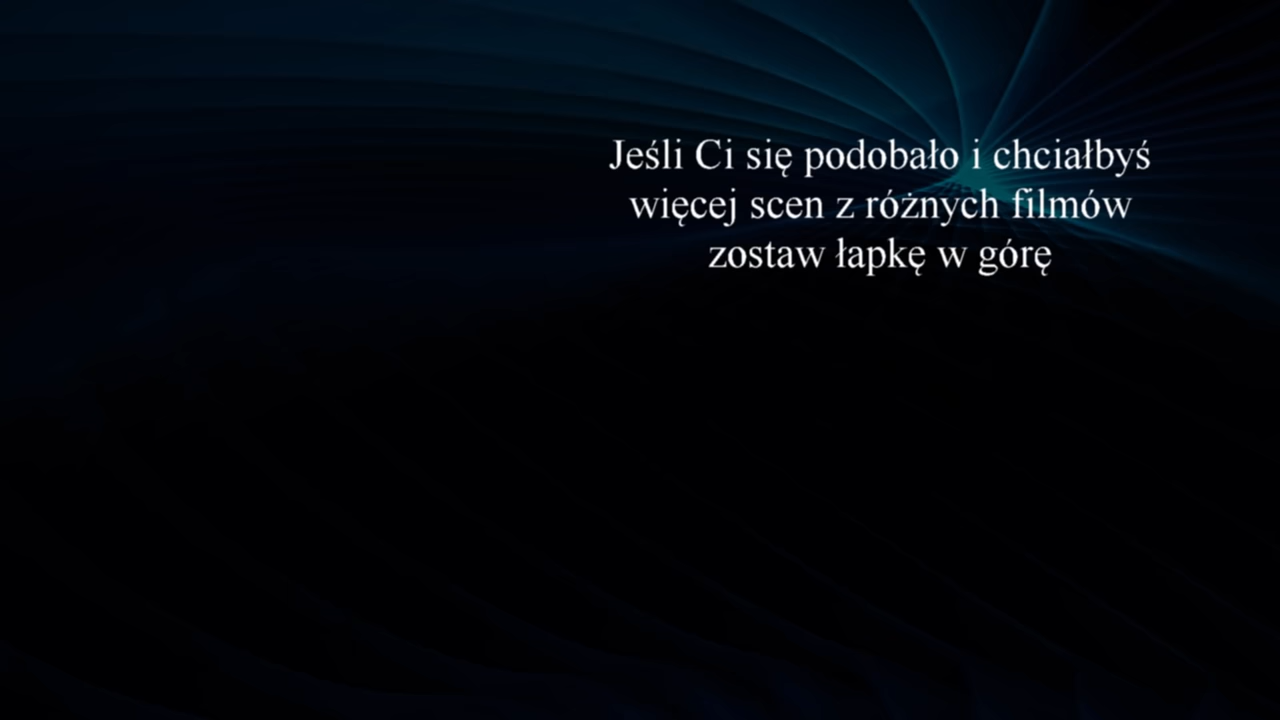 Jeśli Ci się podobało i chciałbyś
więcej scen z różnych filmów
zostaw łapkę w górę